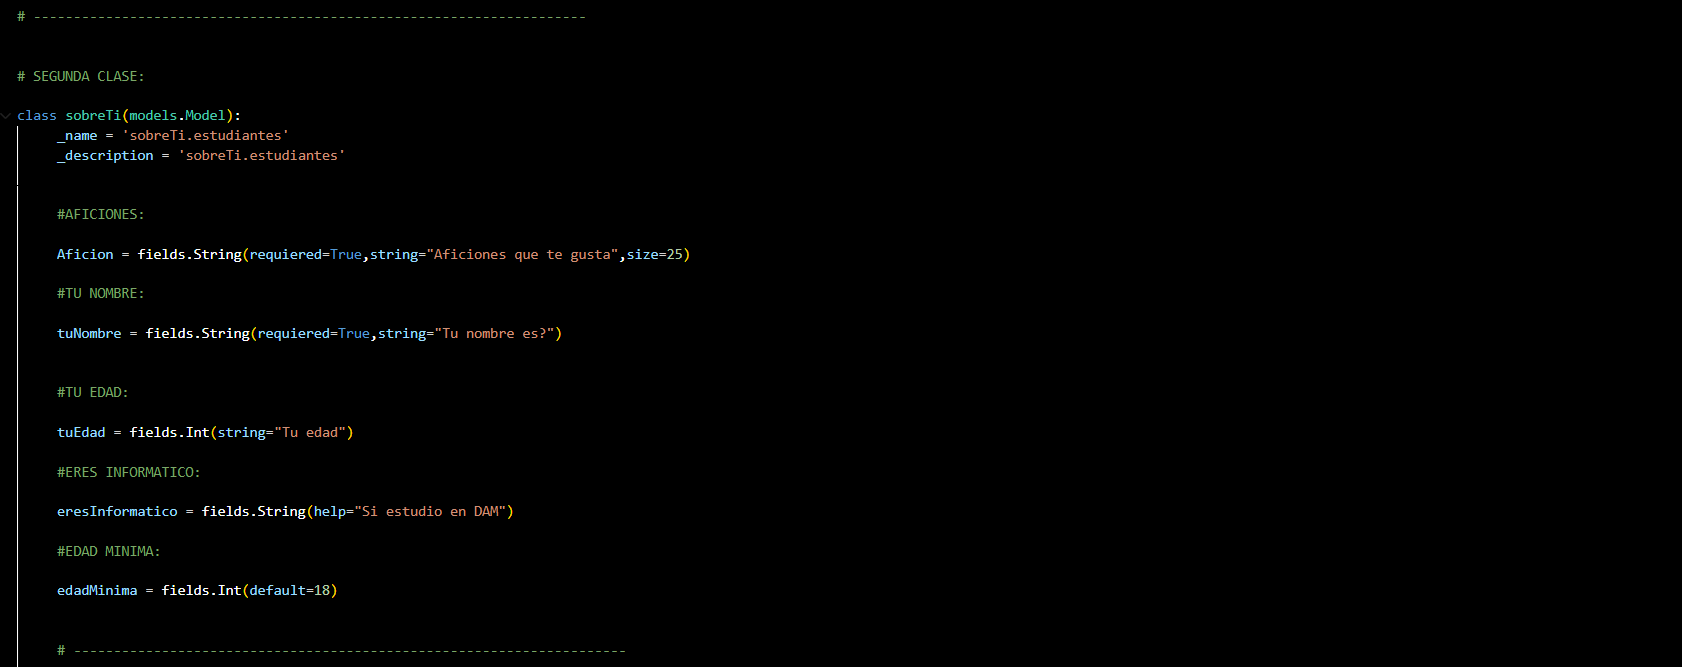 # ---------------------------------------------------------------------
# SEGUNDA CLASE:
class sobreTi(models.Model):
_name = 'sobreTi.estudiantes'
_description = 'sobreTi.estudiantes'
#AFICIONES:
Aficion = fields.String(requiered=True,string="Aficiones que te gusta",size=25)
#TU NOMBRE:
tuNombre = fields.String(requiered=True,string="Tu nombre es?")
#TU EDAD:
tuEdad = fields.Int(string="Tu edad")
#ERES INFORMATICO:
eresInformatico = fields.String(help="Si estudio en DAM")
#EDAD MINIMA:
edadMinima = fields.Int(default=18)
# ---------------------------------------------------------------------